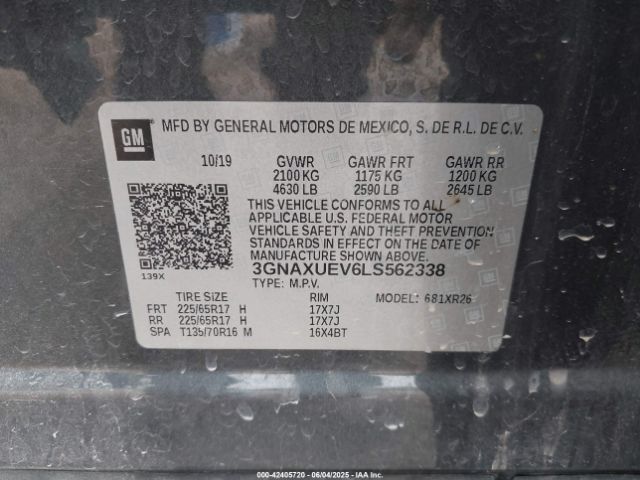 GM
MFD BY GENERAL MOTORS DE MEXICO, S. DE R.L. DE C.V.
10/19 GVWR GAWR FRT GAWR RR
2100 KG 1175 KG 1200 KG
4630 LB 2590 LB 2645 LB
THIS VEHICLE CONFORMS TO ALL
APPLICABLE U.S. FEDERAL MOTOR
VEHICLE SAFETY AND THEFT PREVENTION
STANDARDS IN EFFECT ON THE DATE OF
MANUFACTURE SHOWN ABOVE.
139X
3GNAXUEV6LS562338
TYPE: M.P.V.
TIRE SIZE RIM MODEL: 681XR26
FRT 225/65R17 H 17X7J
RR 225/65R17 H 17X7J
SPA T135/70R16 M 16X4BT
000-42405720 - 06/04/2025 - IAAI.COM